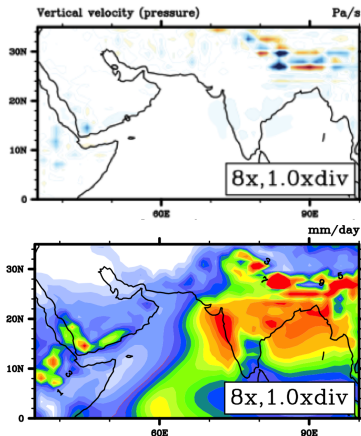 Vertical velocity (pressure) Pa/s
30N
20N
10N
0
8x,1.0xdiv
60E 90E
mm/day
30N
20N
10N
0
8x,1.0xdiv
60E 90E